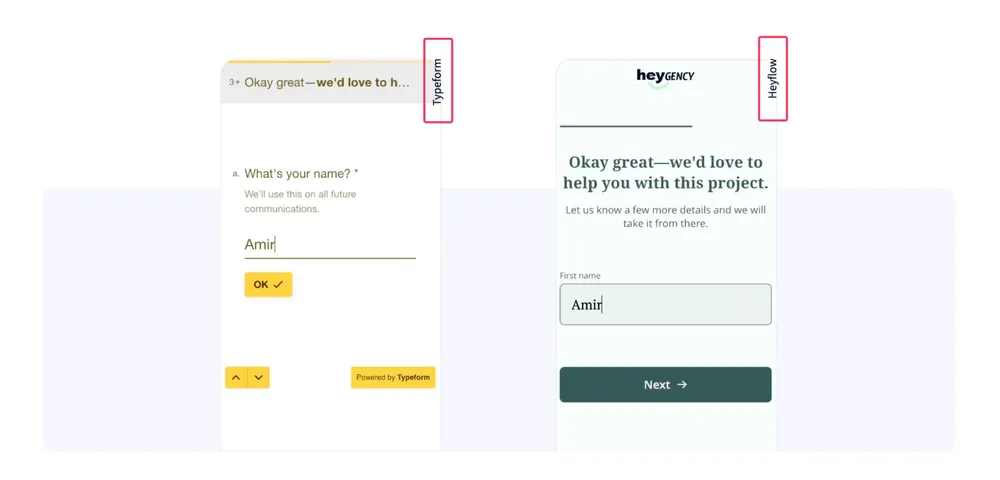 Typeform
3→ Okay great—we'd love to h...
a. What's your name? *
We'll use this on all future
communications.
Amir
OK
Powered by Typeform
Heyflow
heyGENCY
Okay great—we'd love to
help you with this project.
Let us know a few more details and we will
take it from there.
First name
Amir
Next →